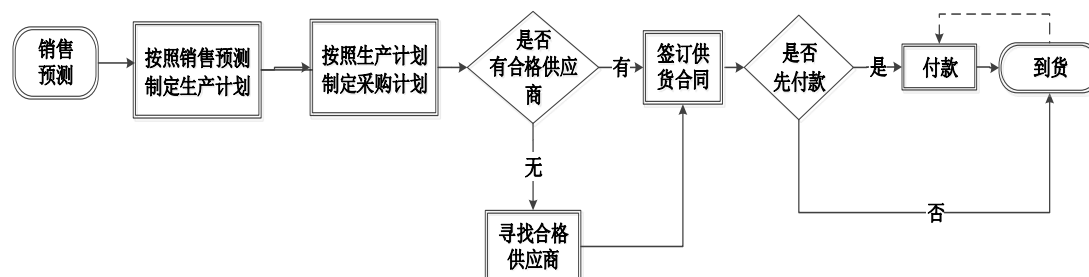 销售
预测
按照销售预测
制定生产计划
按照生产计划
制定采购计划
是否
有合格供应
商
有
无
寻找合格
供应商
签订供
货合同
是否
先付款
是
否
付款
到货